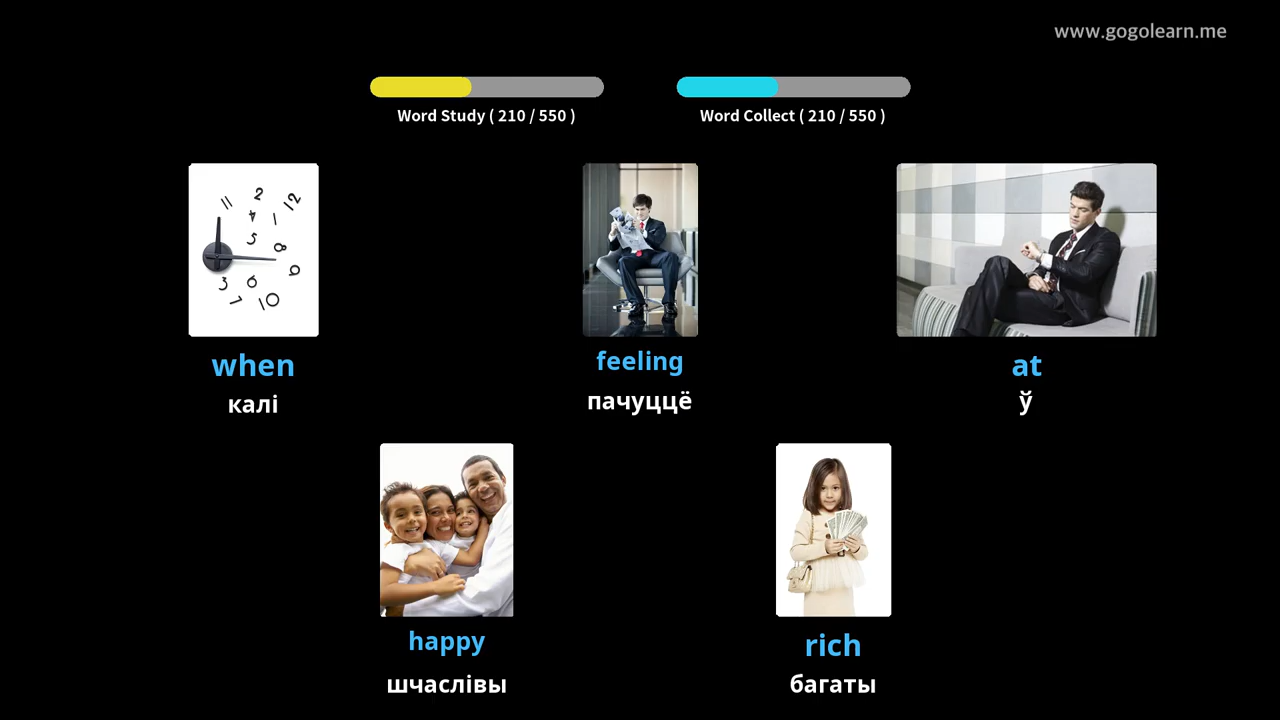 www.gogolearn.me
Word Study ( 210 / 550 )
Word Collect ( 210 / 550 )
when
калі
feeling
пачуццё
at
ў
happy
шчаслівы
rich
багаты